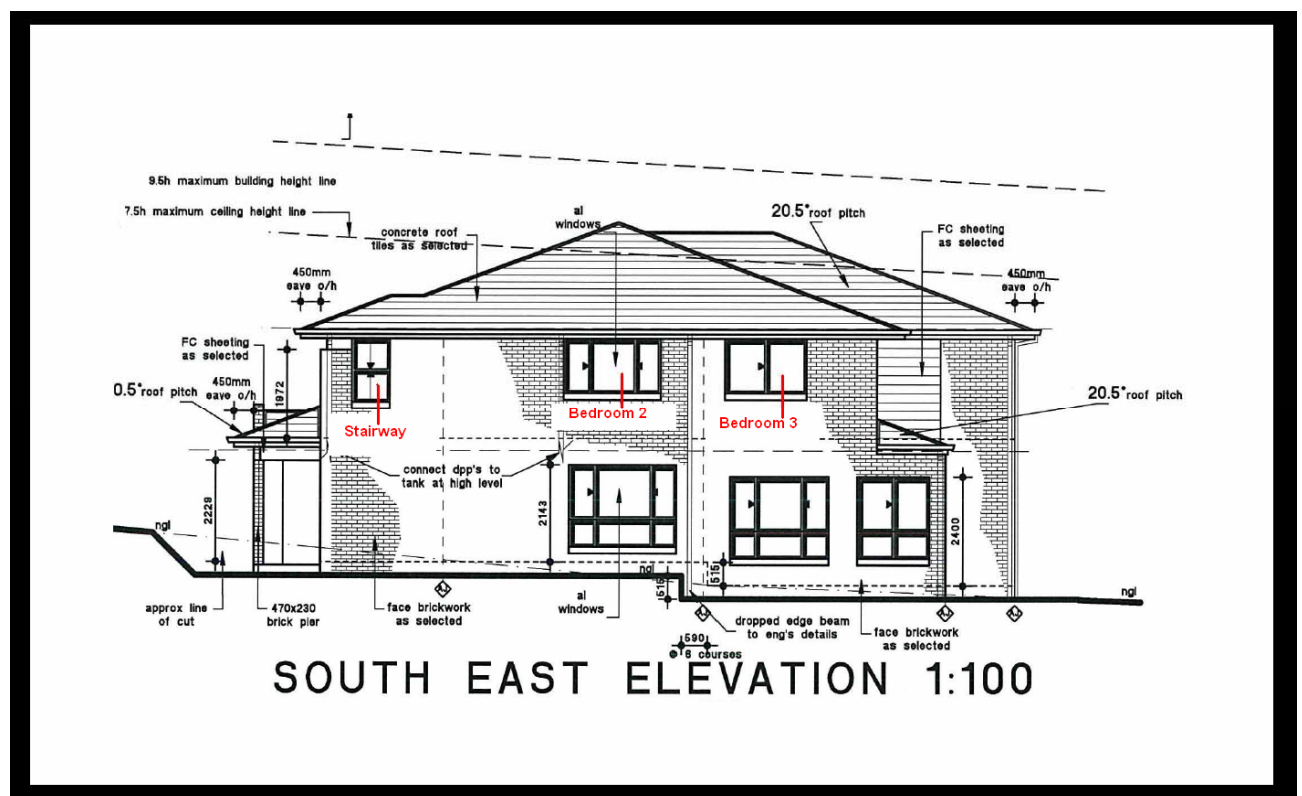 9.5h maximum building height line
7.5h maximum ceiling height line
al
windows
20.5° roof pitch
concrete roof
tiles as selected
FC sheeting
as selected
450mm
eave o/h
450mm
eave o/h
FC sheeting
as selected
450mm
eave o/h
0.5° roof pitch
1972
20.5° roof pitch
Stairway
Bedroom 2
Bedroom 3
connect dpp's to
tank at high level
2229
2143
2400
ngl
ngl
515
515
ngl
approx line
of cut
470x230
brick pier
face brickwork
as selected
al
windows
dropped edge beam
to eng's details
face brickwork
as selected
AJ
AJ
AJ
AJ
590
@ 6 courses
SOUTH EAST ELEVATION 1:100